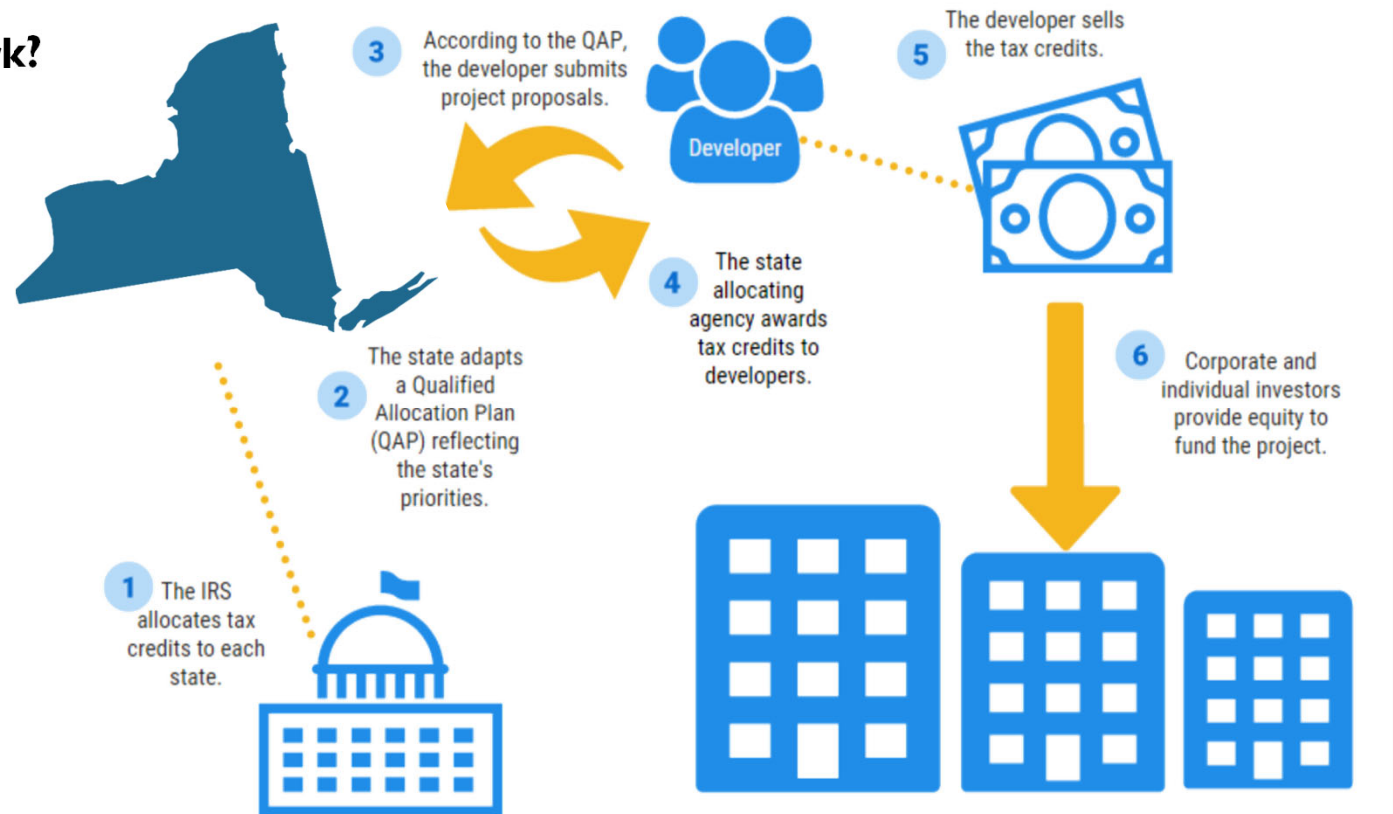 k?
3
According to the QAP,
the developer submits
project proposals.
Developer
5
The developer sells
the tax credits.
4
The state
allocating
agency awards
tax credits to
developers.
2
The state adapts
a Qualified
Allocation Plan
(QAP) reflecting
the state's
priorities.
6
Corporate and
individual investors
provide equity to
fund the project.
1
The IRS
allocates tax
credits to each
state.